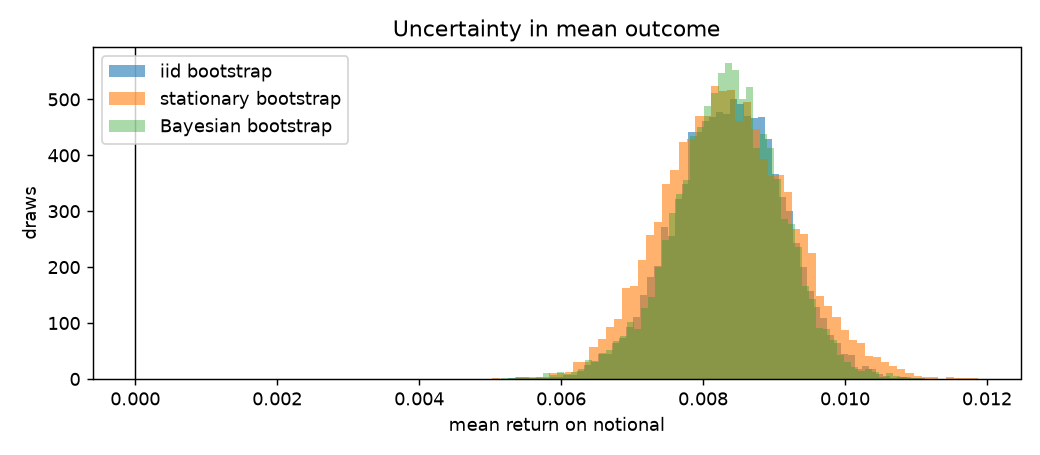 Uncertainty in mean outcome
iid bootstrap
stationary bootstrap
Bayesian bootstrap
draws
500
400
300
200
100
0
0.000 0.002 0.004 0.006 0.008 0.010 0.012
mean return on notional